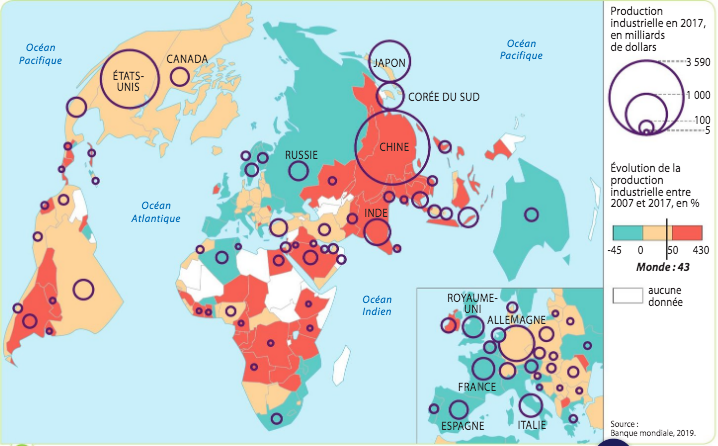 Océan
Pacifique
CANADA
ÉTATS-
UNIS
JAPON
CORÉE DU SUD
Océan
Pacifique
CHINE
RUSSIE
Océan
Atlantique
INDE
Océan
Indien
ROYAUME-
UNI
ALLEMAGNE
FRANCE
ESPAGNE
ITALIE
Production
industrielle en 2017,
en milliards
de dollars
3 590
1 000
100
5
Évolution de la
production
industrielle entre
2007 et 2017, en %
-45 0 50 430
Monde : 43
aucune
donnée
Source :
Banque mondiale, 2019.